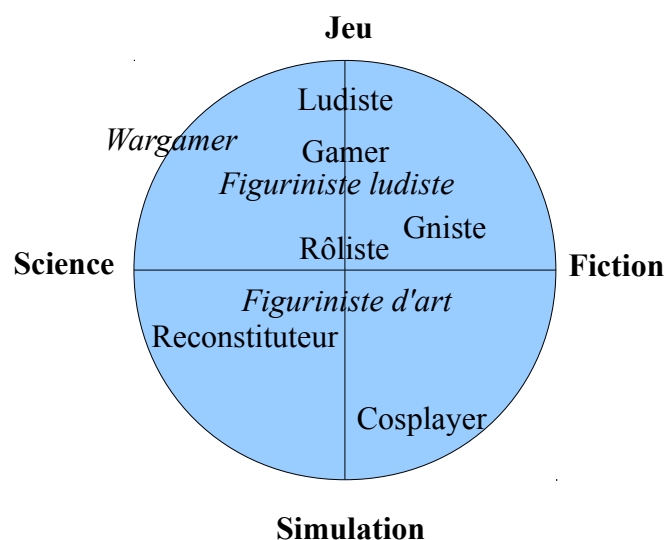 Jeu
Ludiste
Wargamer
Gamer
Figuriniste ludiste
Gniste
Rôliste
Science
Fiction
Figuriniste d'art
Reconstituteur
Cosplayer
Simulation